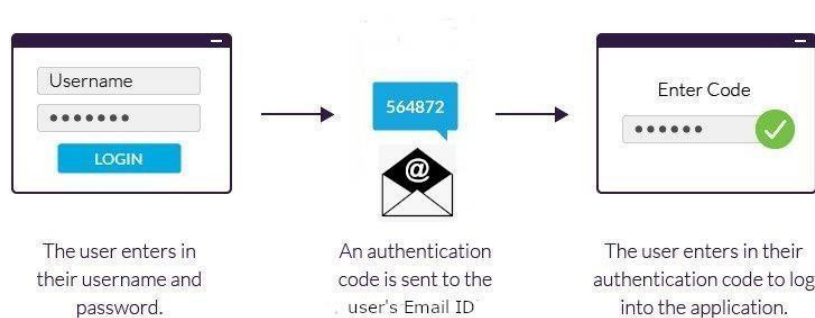 Username
•••••••
LOGIN
The user enters in
their username and
password.
564872
@
An authentication
code is sent to the
user's Email ID
Enter Code
••••••
The user enters in their
authentication code to log
into the application.